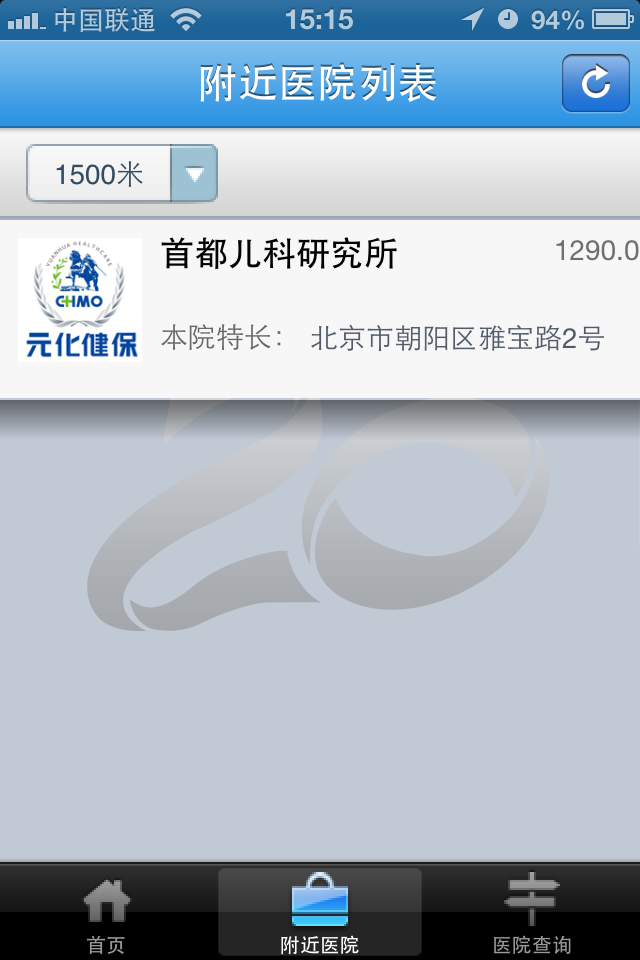 中国联通 15:15 94%
附近医院列表
1500米
首都儿科研究所 1290.0
YUANHUA HEALTHCARE
CHMO
元化健保
本院特长: 北京市朝阳区雅宝路2号
20
首页 附近医院 医院查询